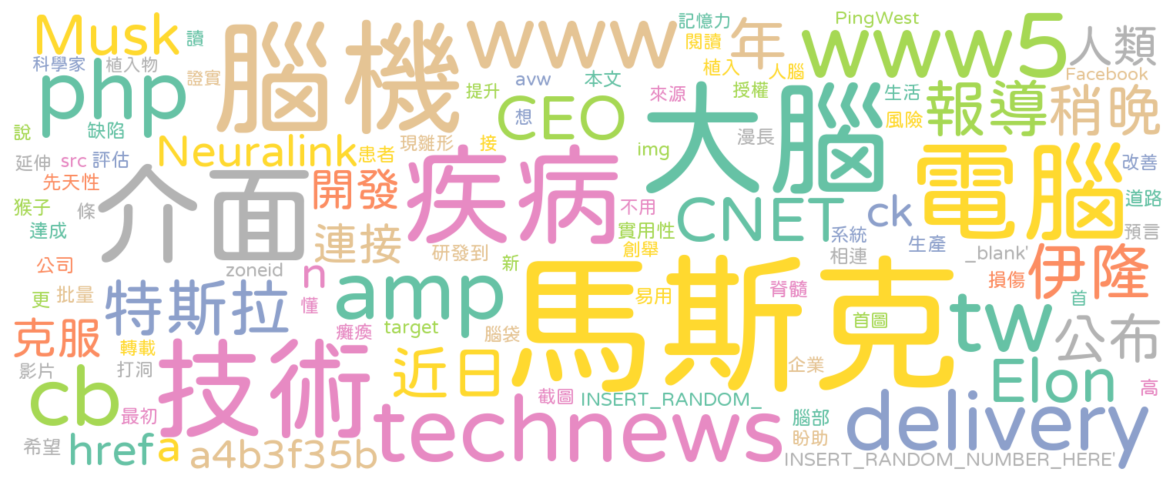 Musk
讀
腦機
www
記憶力
閱讀
年
PingWest
www5
人類
科學家
植入物
證實
php
提升
avw
本文
植入
人腦
Facebook
說
缺陷
CEO
想
來源
授權
大腦
生活
風險
報導
稍晚
延伸
src
評估
Neuralink
患者
現雛形
接
img
漫長
先天性
介面
開發
疾病
電腦
改善
猴子
條
達成
連接
不用
實用性
創舉
CNET
ck
系統
相連
生產
道路
預言
公司
zoneid
n
研發到
新
_blank'
損傷
伊隆
更
批量
特斯拉
懂
amp
易用
馬斯克
脊髓
首圖
首
tw
公布
克服
轉載
癱瘓
target
腦袋
影片
打洞
技術
近日
企業
Elon
高
cb
最初
截圖
INSERT_RANDOM_
腦部
盼助
delivery
希望
href
a
a4b3f35b
technews
INSERT_RANDOM_NUMBER_HERE'